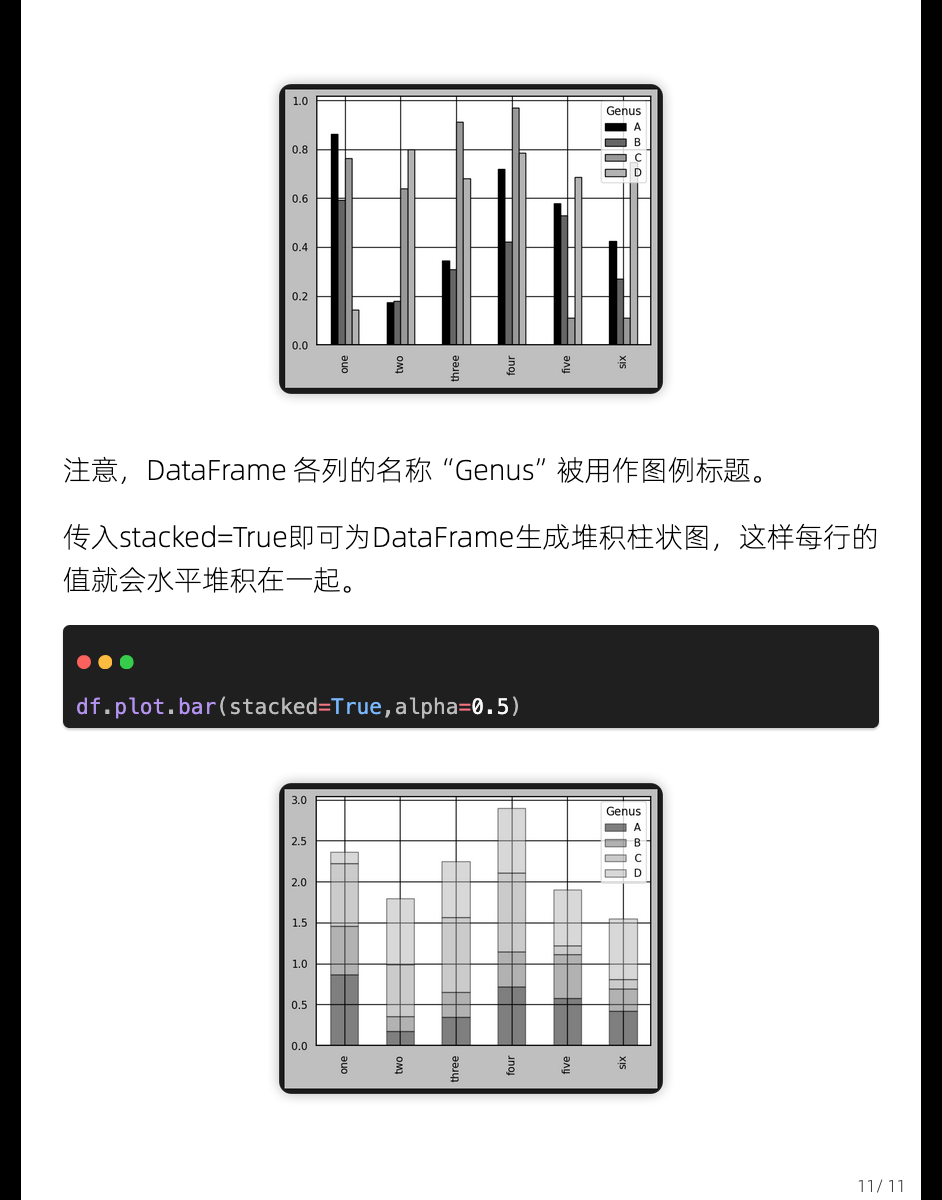 1.0
0.8
0.6
0.4
0.2
0.0
Genus
A
B
C
D
one
two
three
four
five
six
注意，DataFrame 各列的名称“Genus”被用作图例标题。
传入stacked=True即可为DataFrame生成堆积柱状图，这样每行的
值就会水平堆积在一起。
df.plot.bar(stacked=True,alpha=0.5)
3.0
2.5
2.0
1.5
1.0
0.5
0.0
Genus
A
B
C
D
one
two
three
four
five
six
11/ 11